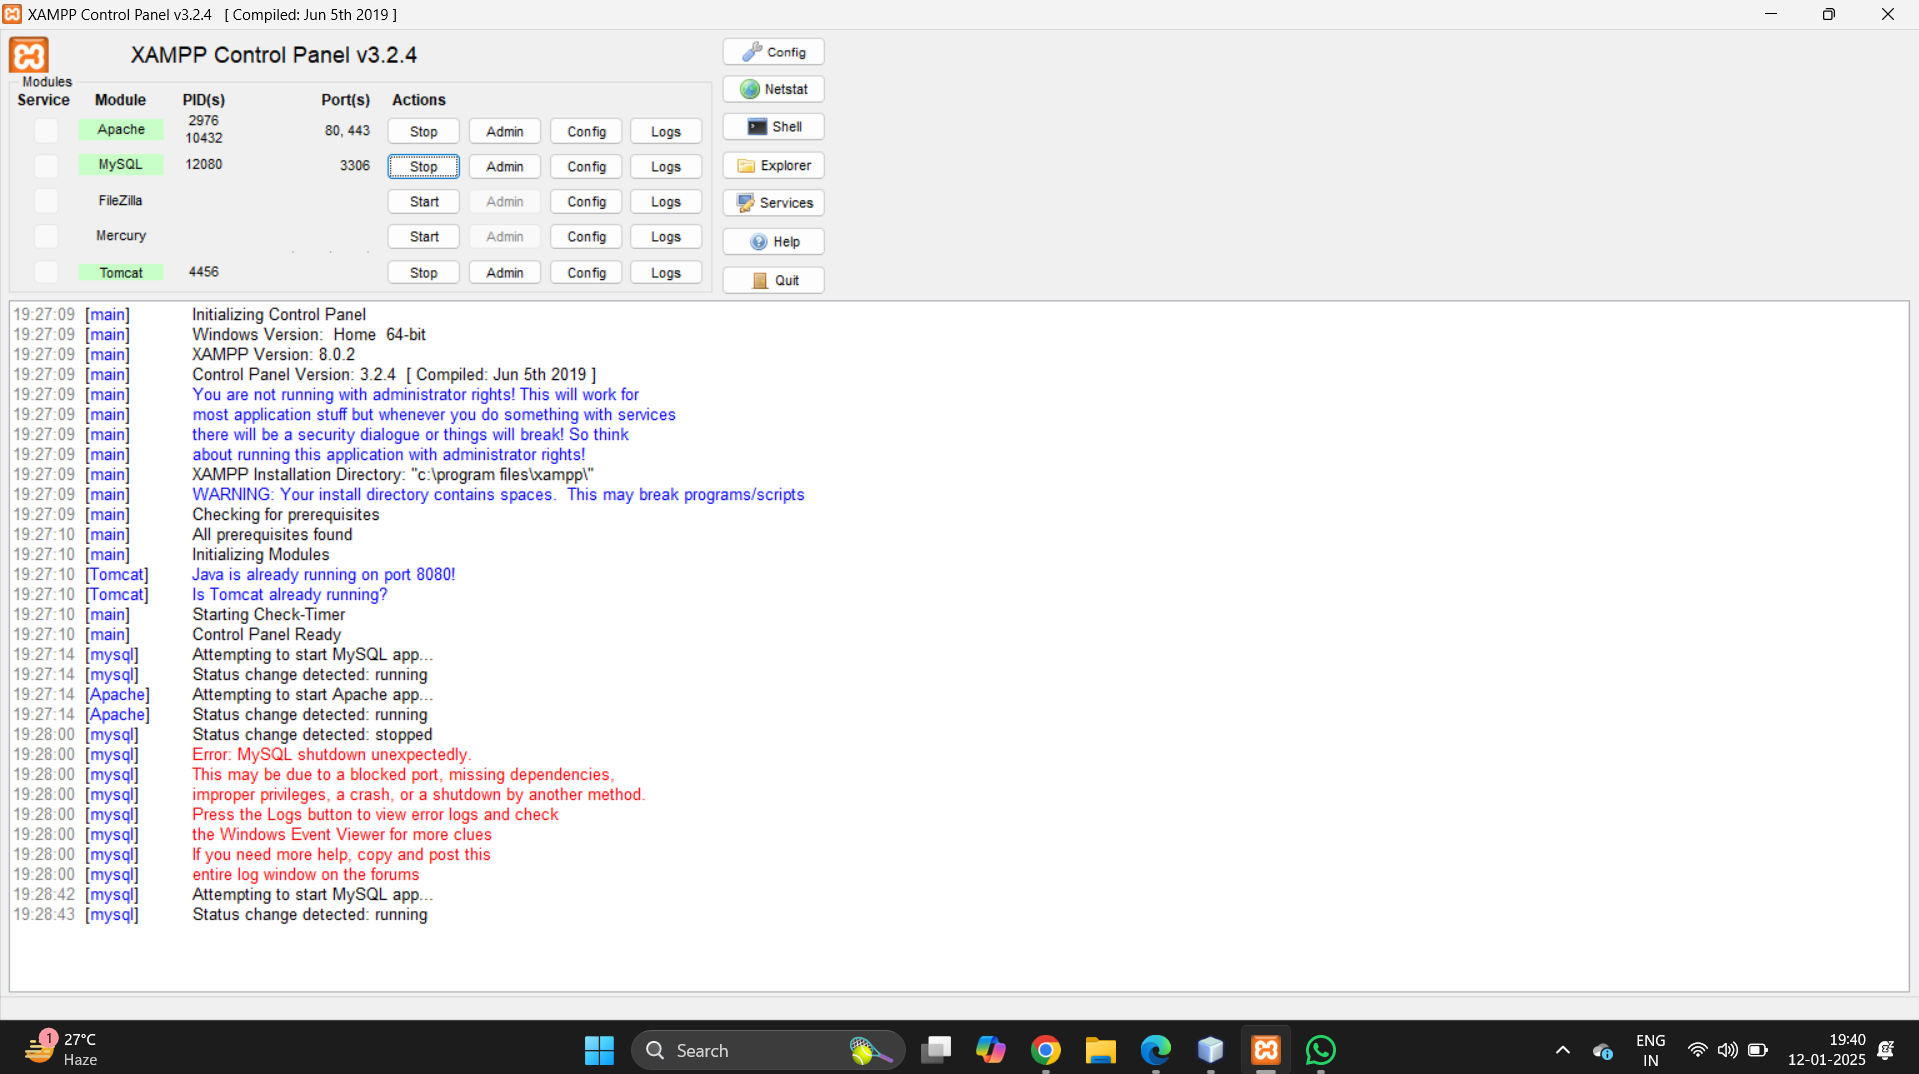 XAMPP Control Panel v3.2.4 [ Compiled: Jun 5th 2019 ]
XAMPP Control Panel v3.2.4
Config
Modules
Service Module PID(s) Port(s) Actions
Netstat
Apache 2976 10432 80, 443 Stop Admin Config Logs
Shell
MySQL 12080 3306 Stop Admin Config Logs
Explorer
FileZilla Start Admin Config Logs
Services
Mercury Start Admin Config Logs
Help
Tomcat 4456 Stop Admin Config Logs
Quit
19:27:09 [main] Initializing Control Panel
19:27:09 [main] Windows Version: Home 64-bit
19:27:09 [main] XAMPP Version: 8.0.2
19:27:09 [main] Control Panel Version: 3.2.4 [ Compiled: Jun 5th 2019 ]
19:27:09 [main] You are not running with administrator rights! This will work for
19:27:09 [main] most application stuff but whenever you do something with services
19:27:09 [main] there will be a security dialogue or things will break! So think
19:27:09 [main] about running this application with administrator rights!
19:27:09 [main] XAMPP Installation Directory: "c:\program files\xampp\"
19:27:09 [main] WARNING: Your install directory contains spaces. This may break programs/scripts
19:27:09 [main] Checking for prerequisites
19:27:10 [main] All prerequisites found
19:27:10 [main] Initializing Modules
19:27:10 [Tomcat] Java is already running on port 8080!
19:27:10 [Tomcat] Is Tomcat already running?
19:27:10 [main] Starting Check-Timer
19:27:10 [main] Control Panel Ready
19:27:14 [mysql] Attempting to start MySQL app...
19:27:14 [mysql] Status change detected: running
19:27:14 [Apache] Attempting to start Apache app...
19:27:14 [Apache] Status change detected: running
19:28:00 [mysql] Status change detected: stopped
19:28:00 [mysql] Error: MySQL shutdown unexpectedly.
19:28:00 [mysql] This may be due to a blocked port, missing dependencies,
19:28:00 [mysql] improper privileges, a crash, or a shutdown by another method.
19:28:00 [mysql] Press the Logs button to view error logs and check
19:28:00 [mysql] the Windows Event Viewer for more clues
19:28:00 [mysql] If you need more help, copy and post this
19:28:00 [mysql] entire log window on the forums
19:28:42 [mysql] Attempting to start MySQL app...
19:28:43 [mysql] Status change detected: running
1
27°C
Haze
Search
ENG
IN
19:40
12-01-2025